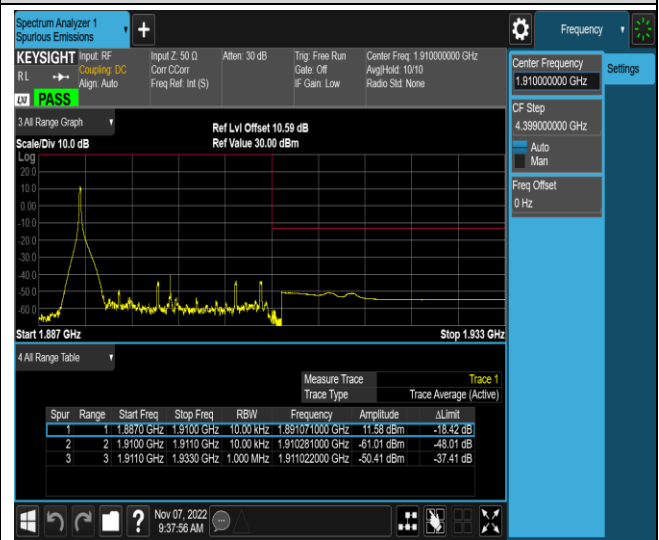 Spectrum Analyzer 1
Spurious Emissions
+
Frequency
KEYSIGHT Input: RF Input Z: 50 Ω Atten: 30 dB Trig: Free Run Center Freq: 1.910000000 GHz
RL Coupling: DC Corr CCorr Gate: Off Avg|Hold: 10/10
Align: Auto Freq Ref: Int (S) IF Gain: Low Radio Std: None
LXI PASS
Center Frequency
1.910000000 GHz
Settings
CF Step
4.399000000 GHz
Auto
Man
Freq Offset
0 Hz
3 All Range Graph
Ref Lvl Offset 10.59 dB
Scale/Div 10.0 dB Ref Value 30.00 dBm
Log
20.0
10.0
0.00
-10.0
-20.0
-30.0
-40.0
-50.0
-60.0
Start 1.887 GHz Stop 1.933 GHz
4 All Range Table
Measure Trace Trace 1
Trace Type Trace Average (Active)
Spur Range Start Freq Stop Freq RBW Frequency Amplitude ΔLimit
1 1 1.8870 GHz 1.9100 GHz 10.00 kHz 1.891071000 GHz 11.58 dBm -18.42 dB
2 2 1.9100 GHz 1.9110 GHz 10.00 kHz 1.910281000 GHz -61.01 dBm -48.01 dB
3 3 1.9110 GHz 1.9330 GHz 1.000 MHz 1.911022000 GHz -50.41 dBm -37.41 dB
? Nov 07, 2022
9:37:56 AM